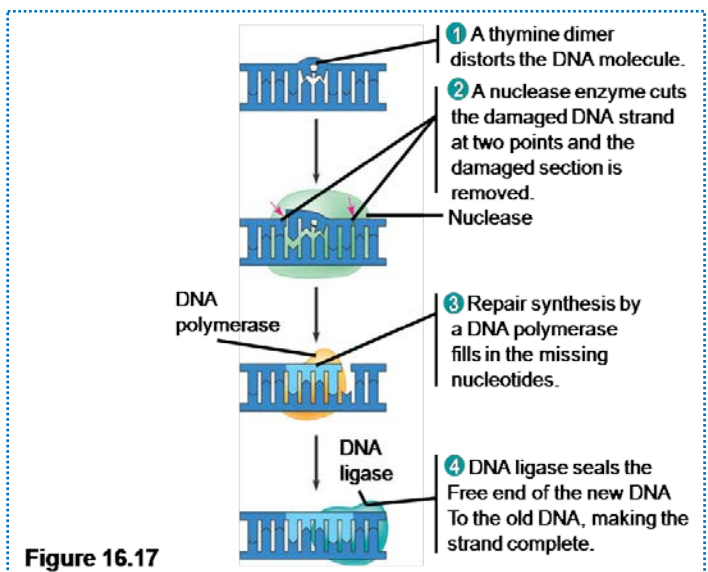 1 A thymine dimer
distorts the DNA molecule.
2 A nuclease enzyme cuts
the damaged DNA strand
at two points and the
damaged section is
removed.
Nuclease
DNA
polymerase
3 Repair synthesis by
a DNA polymerase
fills in the missing
nucleotides.
DNA
ligase
4 DNA ligase seals the
Free end of the new DNA
To the old DNA, making the
strand complete.
Figure 16.17